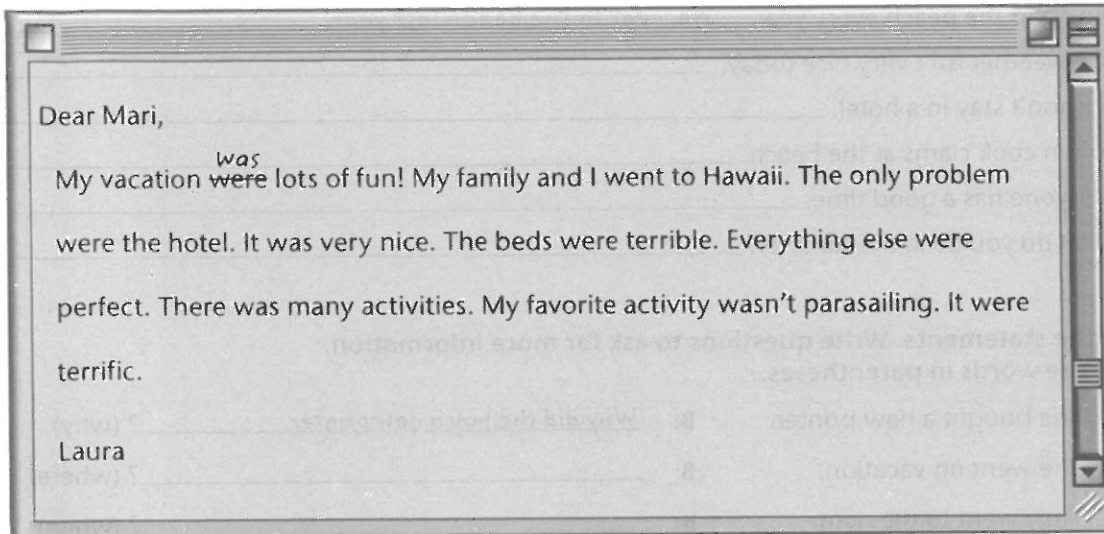 Dear Mari,
was
My vacation were lots of fun! My family and I went to Hawaii. The only problem
were the hotel. It was very nice. The beds were terrible. Everything else were
perfect. There was many activities. My favorite activity wasn't parasailing. It were
terrific.
Laura